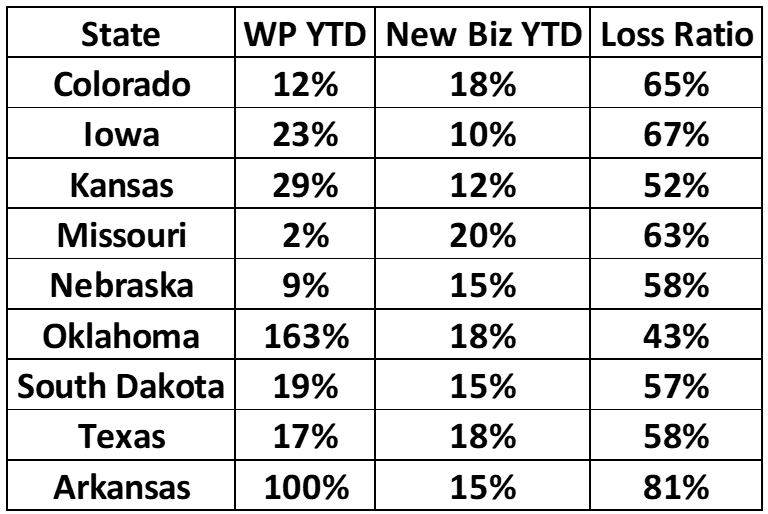 State WP YTD New Biz YTD Loss Ratio
Colorado 12% 18% 65%
Iowa 23% 10% 67%
Kansas 29% 12% 52%
Missouri 2% 20% 63%
Nebraska 9% 15% 58%
Oklahoma 163% 18% 43%
South Dakota 19% 15% 57%
Texas 17% 18% 58%
Arkansas 100% 15% 81%